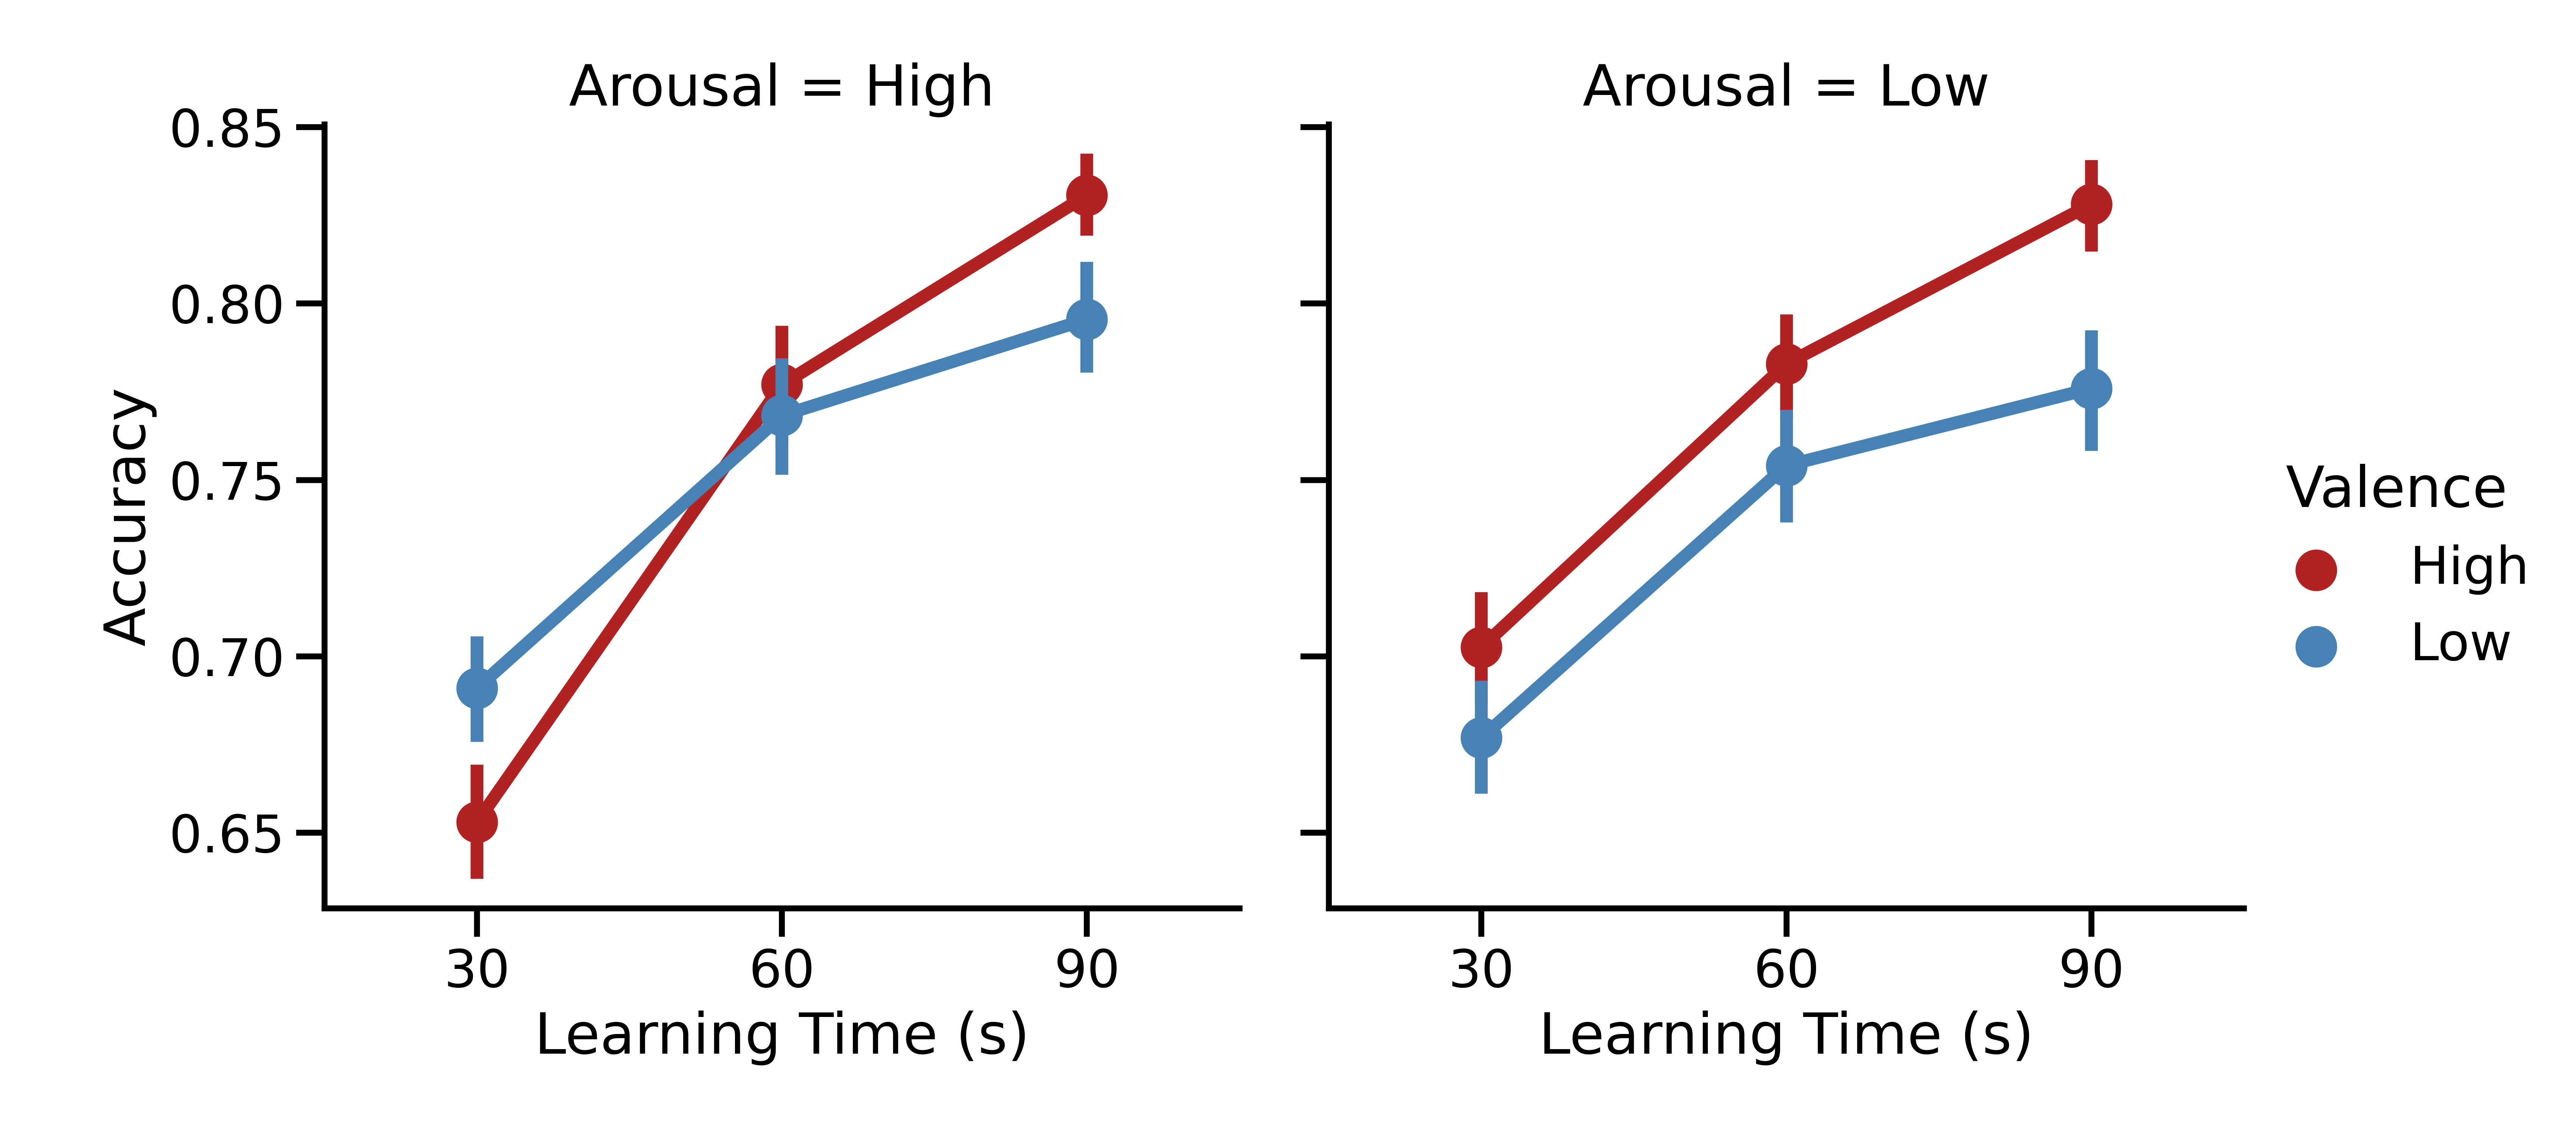 Arousal = High
Arousal = Low
0.85
0.80
0.75
0.70
0.65
Accuracy
30 60 90
Learning Time (s)
30 60 90
Learning Time (s)
Valence
High
Low